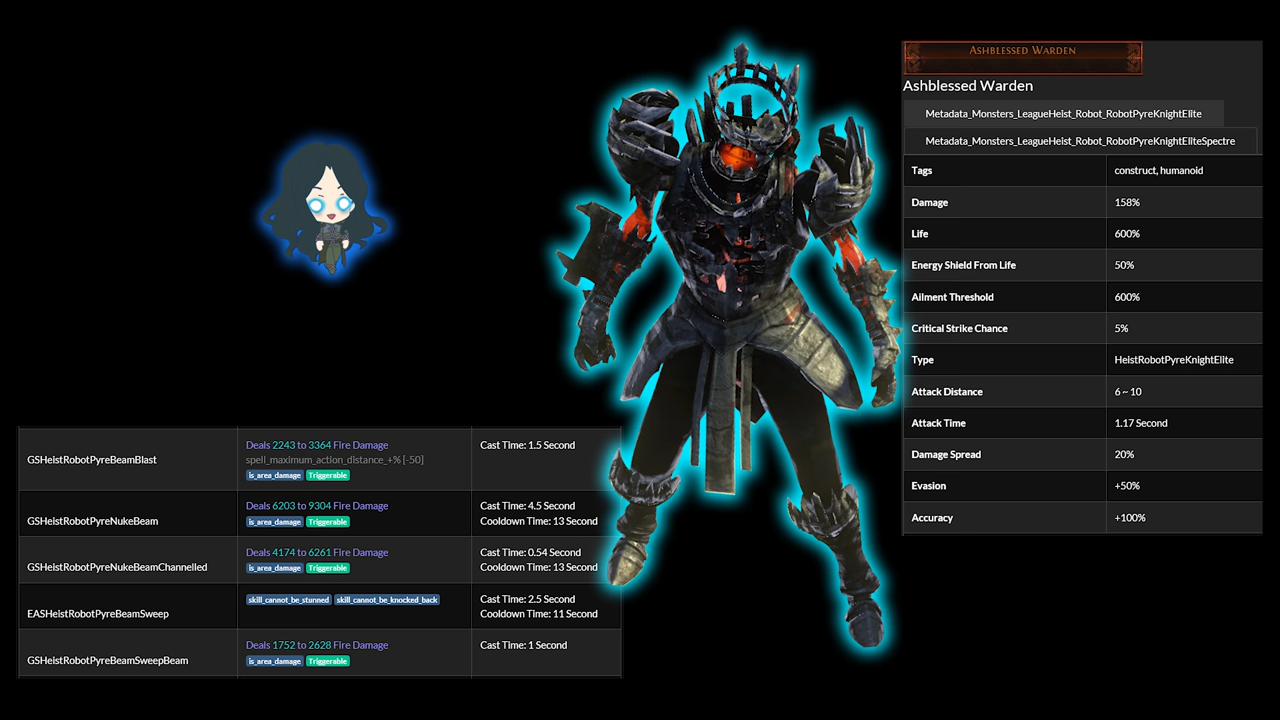 ASHBLESSED WARDEN
Ashblessed Warden
Metadata_Monsters_LeagueHeist_Robot_RobotPyreKnightElite
Metadata_Monsters_LeagueHeist_Robot_RobotPyreKnightEliteSpectre
Tags construct, humanoid
Damage 158%
Life 600%
Energy Shield From Life 50%
Ailment Threshold 600%
Critical Strike Chance 5%
Type HeistRobotPyreKnightElite
Attack Distance 6 ~ 10
Attack Time 1.17 Second
Damage Spread 20%
Evasion +50%
Accuracy +100%
GSHeistRobotPyreBeamBlast
Deals 2243 to 3364 Fire Damage
spell_maximum_action_distance_+% [-50]
is_area_damage Triggerable
Cast Time: 1.5 Second
GSHeistRobotPyreNukeBeam
Deals 6203 to 9304 Fire Damage
is_area_damage Triggerable
Cast Time: 4.5 Second
Cooldown Time: 13 Second
GSHeistRobotPyreNukeBeamChannelled
Deals 4174 to 6261 Fire Damage
is_area_damage Triggerable
Cast Time: 0.54 Second
Cooldown Time: 13 Second
EASHeistRobotPyreBeamSweep
skill_cannot_be_stunned skill_cannot_be_knocked_back
Cast Time: 2.5 Second
Cooldown Time: 11 Second
GSHeistRobotPyreBeamSweepBeam
Deals 1752 to 2628 Fire Damage
is_area_damage Triggerable
Cast Time: 1 Second